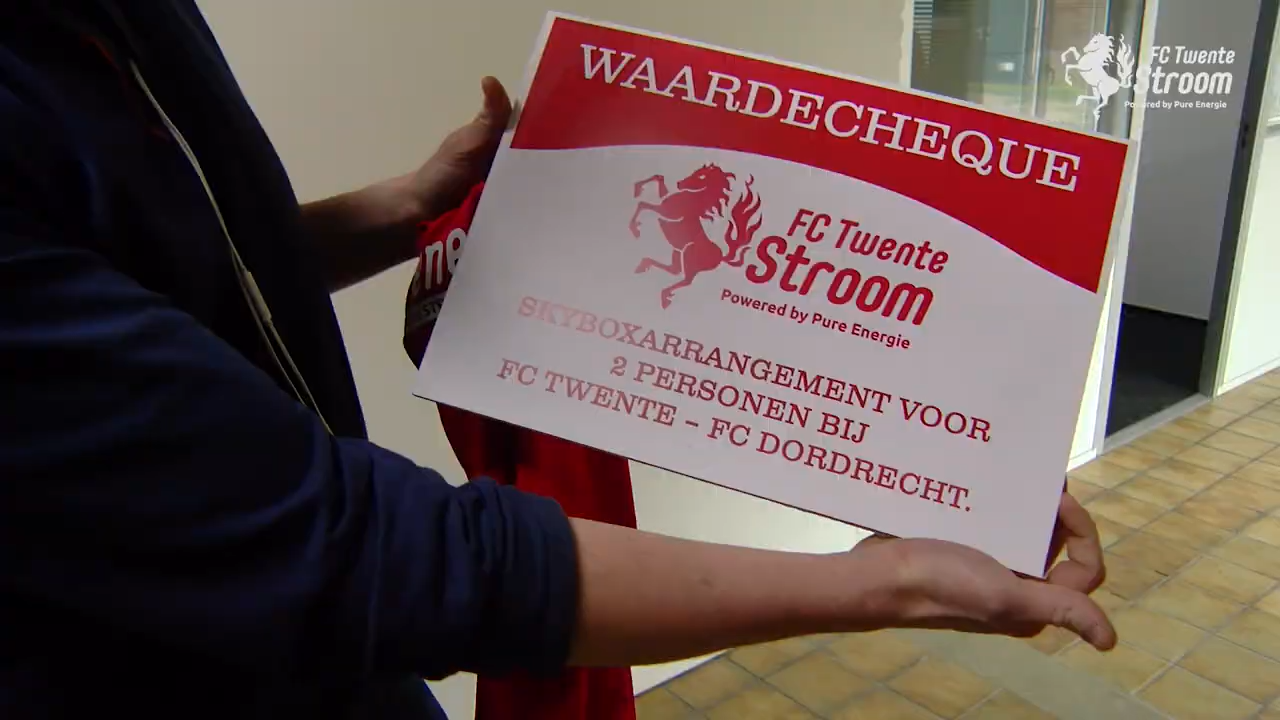 WAARDECHEQUE
FC Twente
Stroom
Powered by Pure Energie
SKYBOXARRANGEMENT VOOR
2 PERSONEN BIJ
FC TWENTE – FC DORDRECHT.
FC Twente
Stroom
Powered by Pure Energie